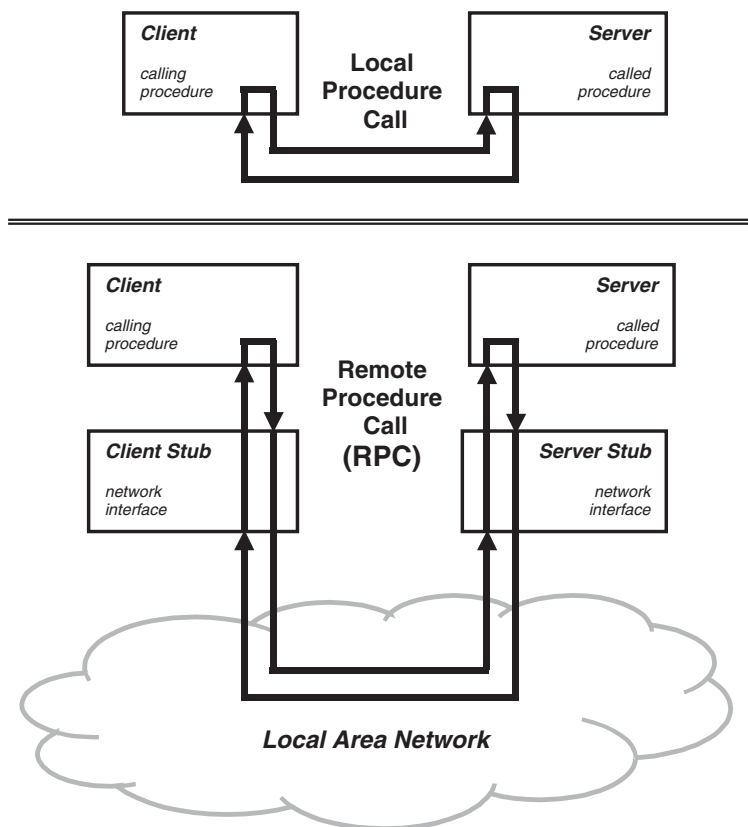 Client
calling
procedure
Local
Procedure
Call
Server
called
procedure
Client
calling
procedure
Remote
Procedure
Call
(RPC)
Server
called
procedure
Client Stub
network
interface
Server Stub
network
interface
Local Area Network